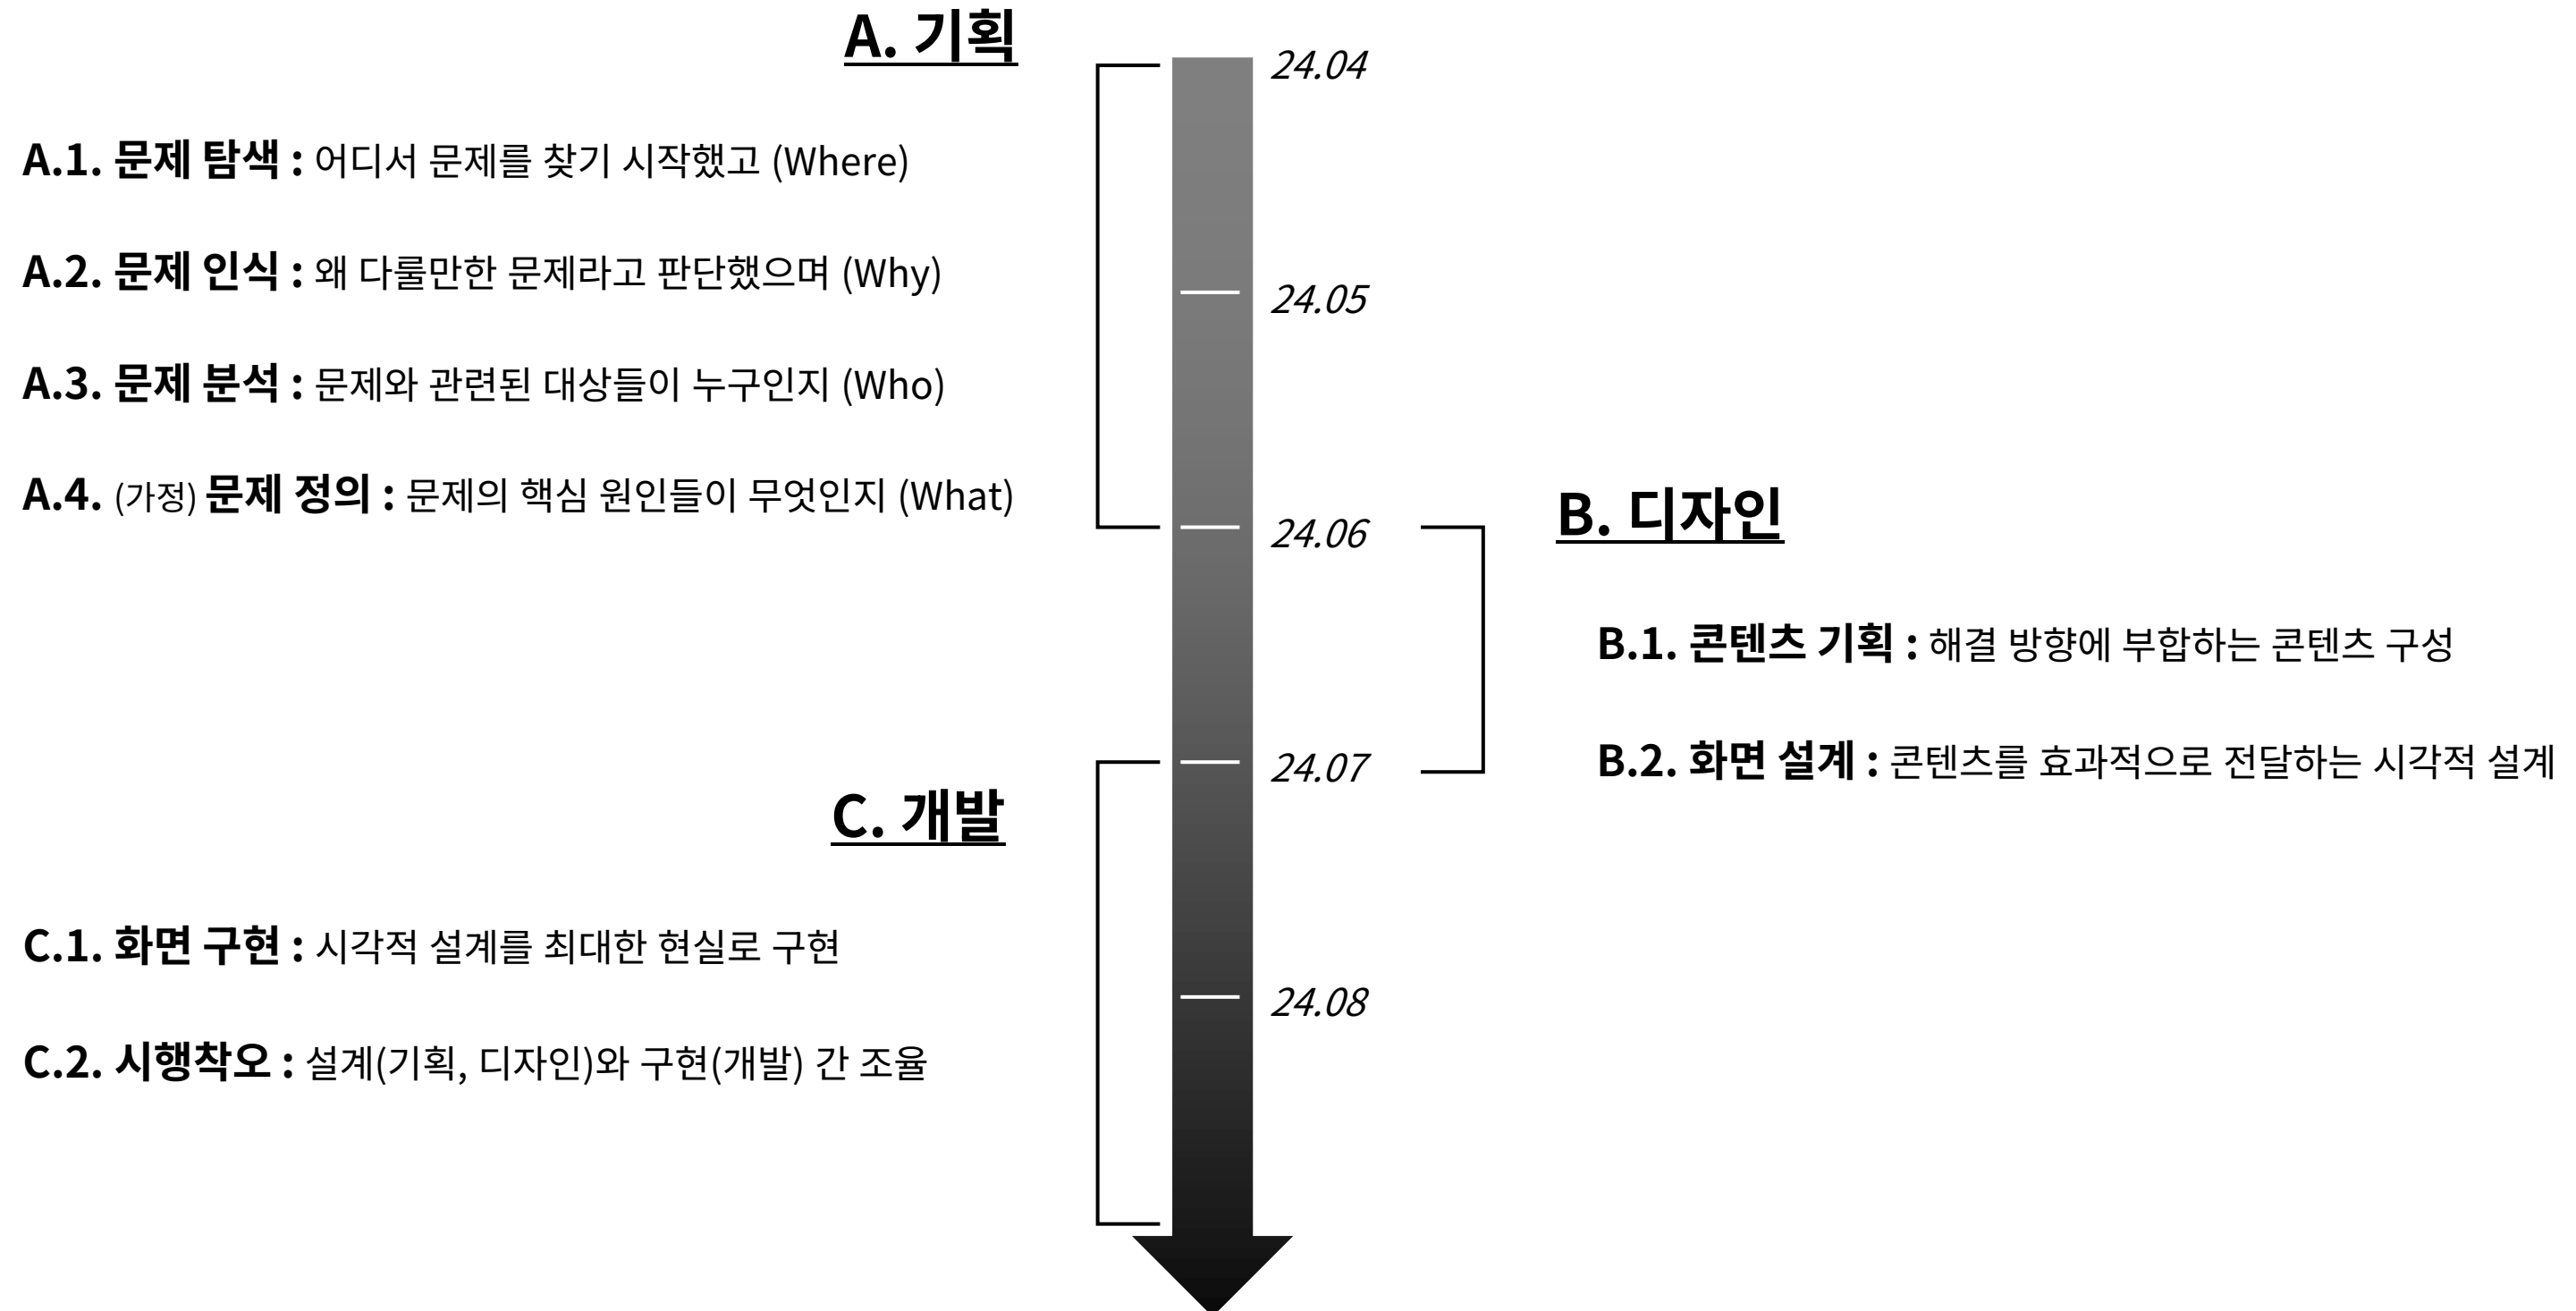 A. 기획
24.04
A.1. 문제 탐색 : 어디서 문제를 찾기 시작했고 (Where)
A.2. 문제 인식 : 왜 다룰만한 문제라고 판단했으며 (Why)
24.05
A.3. 문제 분석 : 문제와 관련된 대상들이 누구인지 (Who)
A.4. (가정) 문제 정의 : 문제의 핵심 원인들이 무엇인지 (What)
24.06
B. 디자인
B.1. 콘텐츠 기획 : 해결 방향에 부합하는 콘텐츠 구성
B.2. 화면 설계 : 콘텐츠를 효과적으로 전달하는 시각적 설계
24.07
C. 개발
C.1. 화면 구현 : 시각적 설계를 최대한 현실로 구현
24.08
C.2. 시행착오 : 설계(기획, 디자인)와 구현(개발) 간 조율